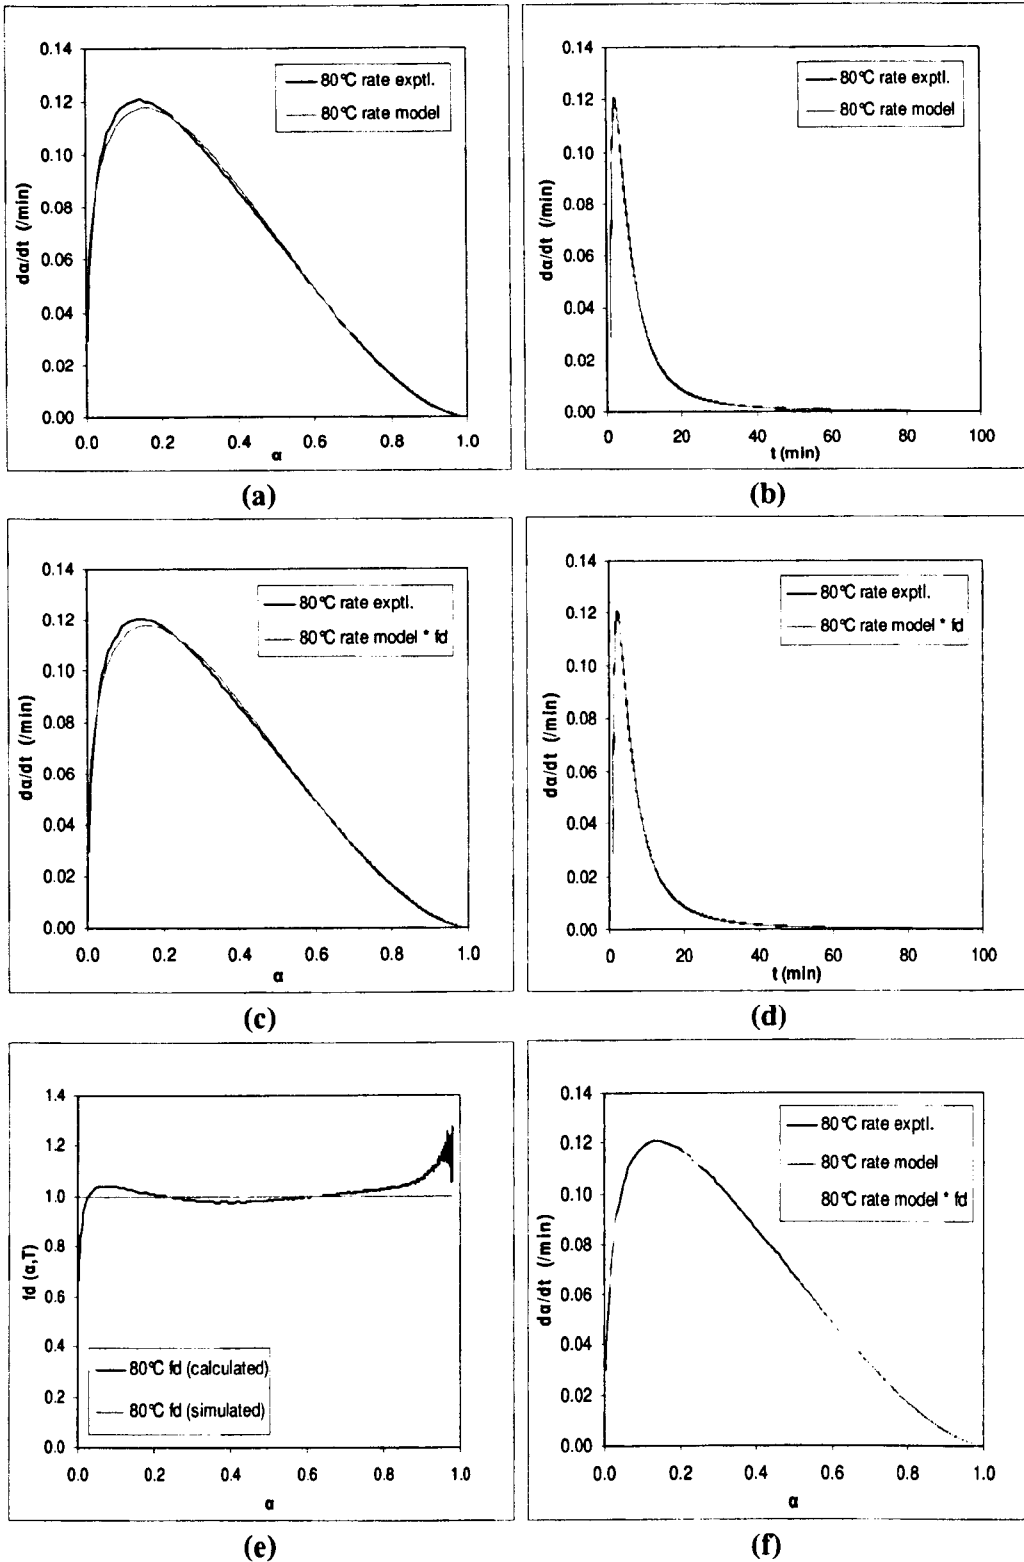 0.14
0.12
0.10
0.08
0.06
0.04
0.02
0.00
dα/dt (/min)
80°C rate exptl.
80°C rate model
0.0 0.2 0.4 0.6 0.8 1.0
α
(a)
0.14
0.12
0.10
0.08
0.06
0.04
0.02
0.00
dα/dt (/min)
80°C rate exptl.
80°C rate model
0 20 40 60 80 100
t (min)
(b)
0.14
0.12
0.10
0.08
0.06
0.04
0.02
0.00
dα/dt (/min)
80°C rate exptl.
80°C rate model * fd
0.0 0.2 0.4 0.6 0.8 1.0
α
(c)
0.14
0.12
0.10
0.08
0.06
0.04
0.02
0.00
dα/dt (/min)
80°C rate exptl.
80°C rate model * fd
0 20 40 60 80 100
t (min)
(d)
1.4
1.2
1.0
0.8
0.6
0.4
0.2
0.0
fd (α,T)
80°C fd (calculated)
80°C fd (simulated)
0.0 0.2 0.4 0.6 0.8 1.0
α
(e)
0.14
0.12
0.10
0.08
0.06
0.04
0.02
0.00
dα/dt (/min)
80°C rate exptl.
80°C rate model
80°C rate model * fd
0.0 0.2 0.4 0.6 0.8 1.0
α
(f)